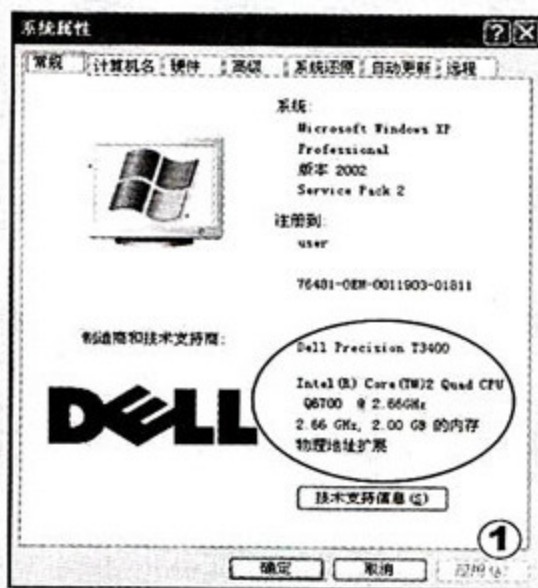 系统属性
常规 计算机名 硬件 高级 系统还原 自动更新 远程
系统:
Microsoft Windows XP
Professional
版本 2002
Service Pack 2
注册到:
user
76481-OEM-0011903-01811
制造商和技术支持商:
Dell Precision T3400
Intel(R) Core(TM)2 Quad CPU
Q6700 @ 2.66GHz
2.66 GHz, 2.00 GB 的内存
物理地址扩展
DELL
技术支持信息(S)
①
确定 取消